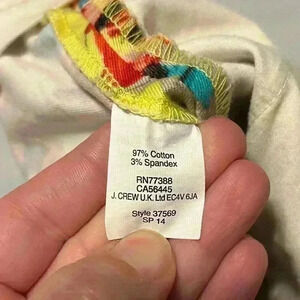 97% Cotton
3% Spandex
RN77388
CA56445
J. CREW U.K. Ltd EC4V 6JA
Style 37569
SP 14